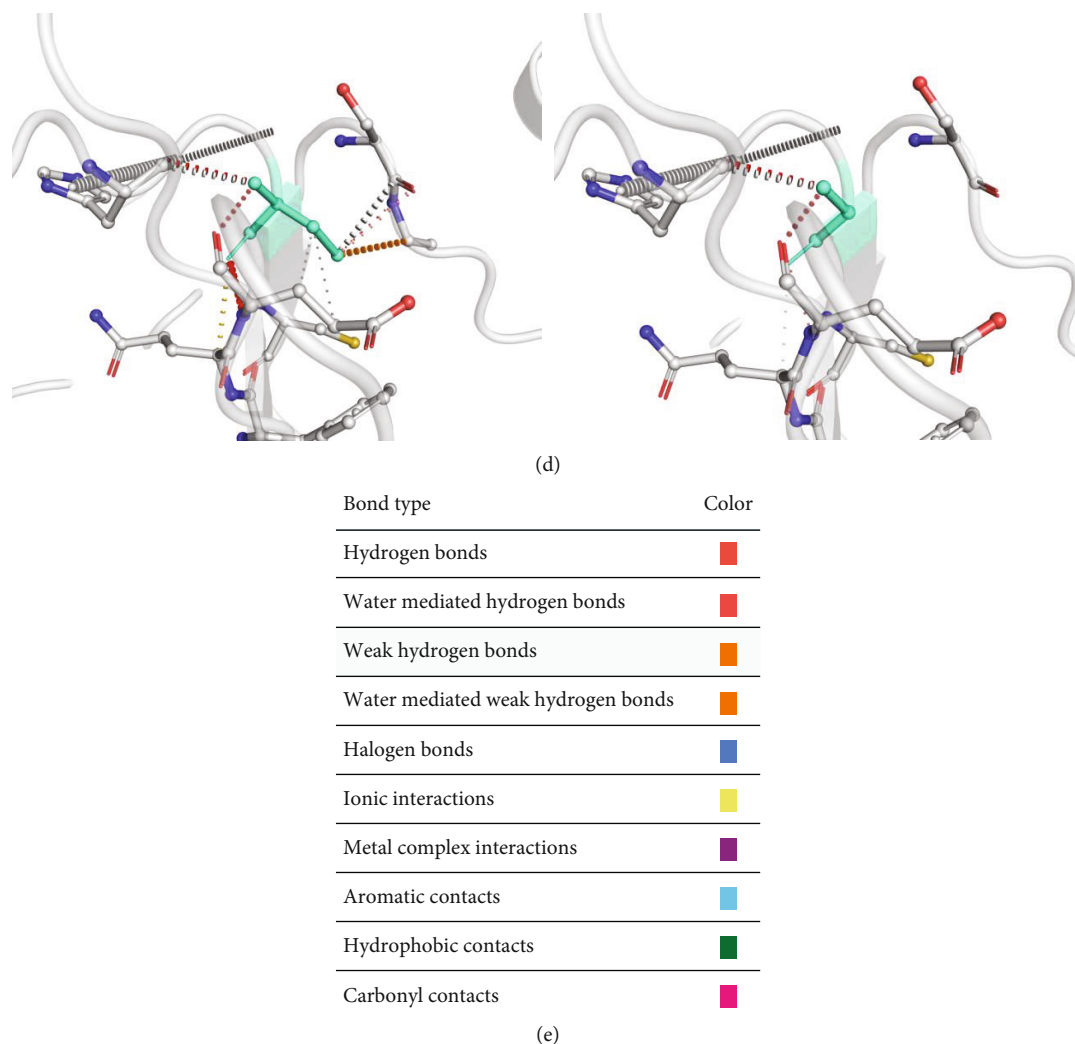 (d)
Bond type Color
Hydrogen bonds
Water mediated hydrogen bonds
Weak hydrogen bonds
Water mediated weak hydrogen bonds
Halogen bonds
Ionic interactions
Metal complex interactions
Aromatic contacts
Hydrophobic contacts
Carbonyl contacts
(e)